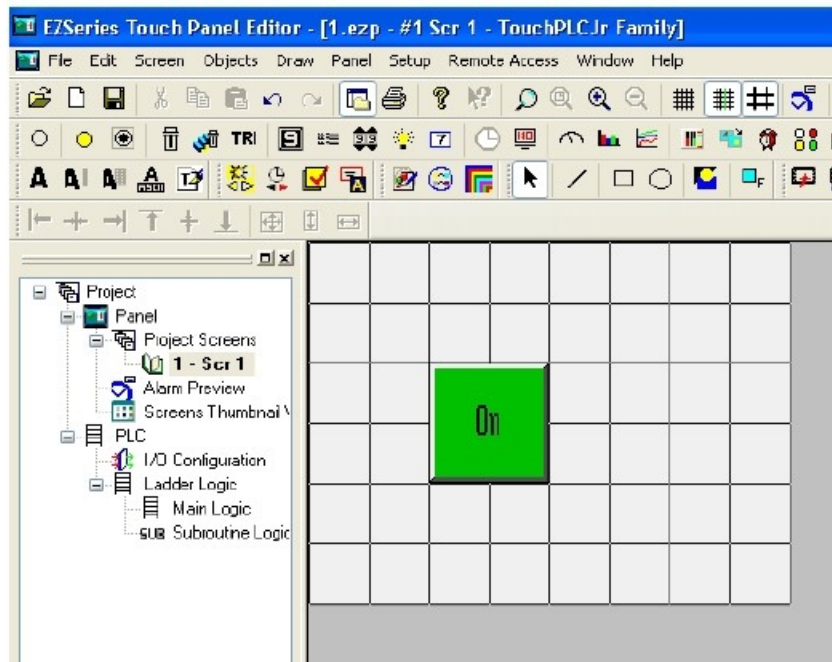 EZSeries Touch Panel Editor - [1.ezp - #1 Scr 1 - TouchPLCJr Family]
File Edit Screen Objects Draw Panel Setup Remote Access Window Help
TRI
A A A ASCII T F
Project
Panel
Project Screens
1 - Scr 1
Alarm Preview
Screens Thumbnail V
On
PLC
I/O Configuration
Ladder Logic
Main Logic
SUB Subroutine Logic